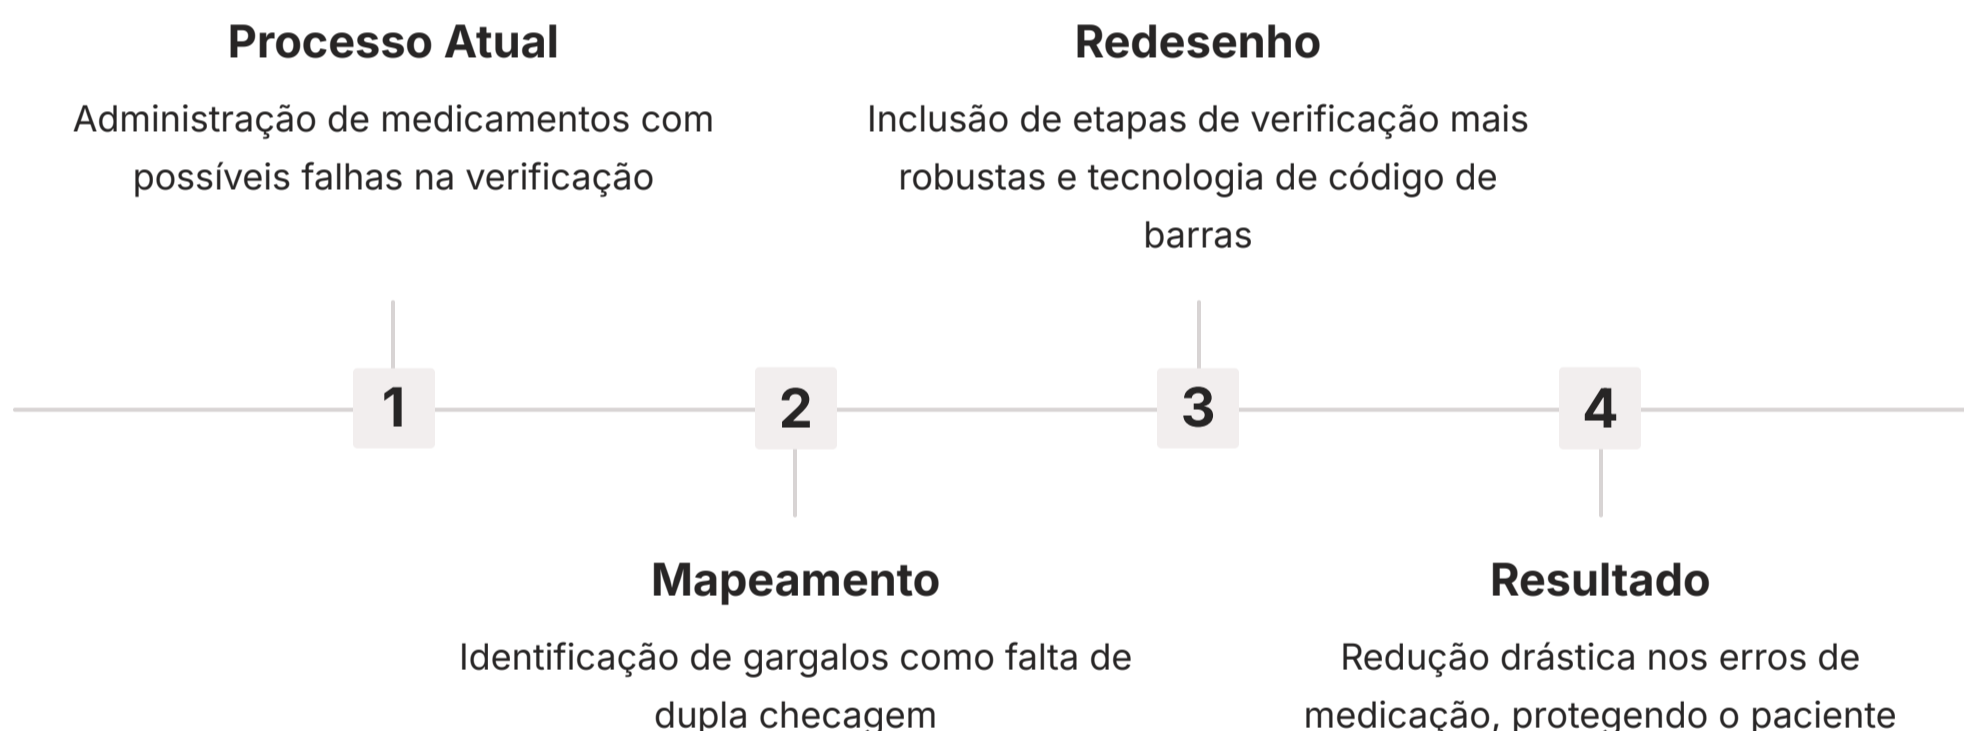 Processo Atual
Administração de medicamentos com
possíveis falhas na verificação
Redesenho
Inclusão de etapas de verificação mais
robustas e tecnologia de código de
barras
1
2
3
4
Mapeamento
Identificação de gargalos como falta de
dupla checagem
Resultado
Redução drástica nos erros de
medicação, protegendo o paciente